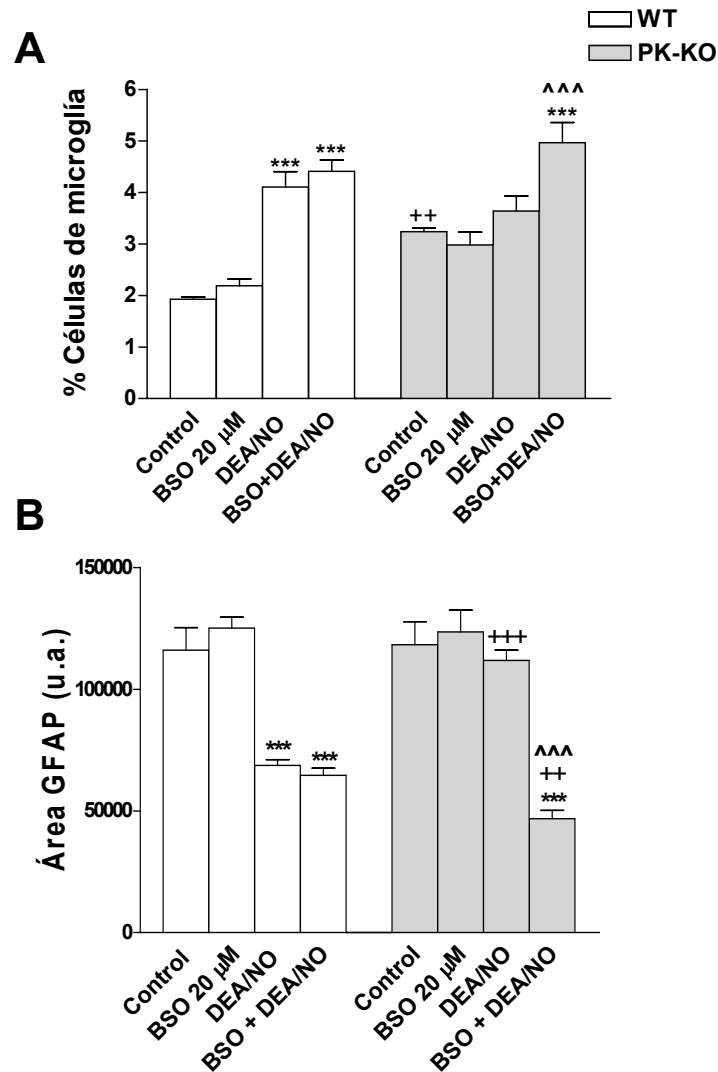 WT
PK-KO
A
% Células de microglía
6
5
4
3
2
1
0
*** 
***
++
^^^
***
Control
BSO 20 µM
DEA/NO
BSO+DEA/NO
Control
BSO 20 µM
DEA/NO
BSO+DEA/NO
B
Área GFAP (u.a.)
150000
100000
50000
0
***
***
+++
^^^
++
***
Control
BSO 20 µM
DEA/NO
BSO + DEA/NO
Control
BSO 20 µM
DEA/NO
BSO + DEA/NO